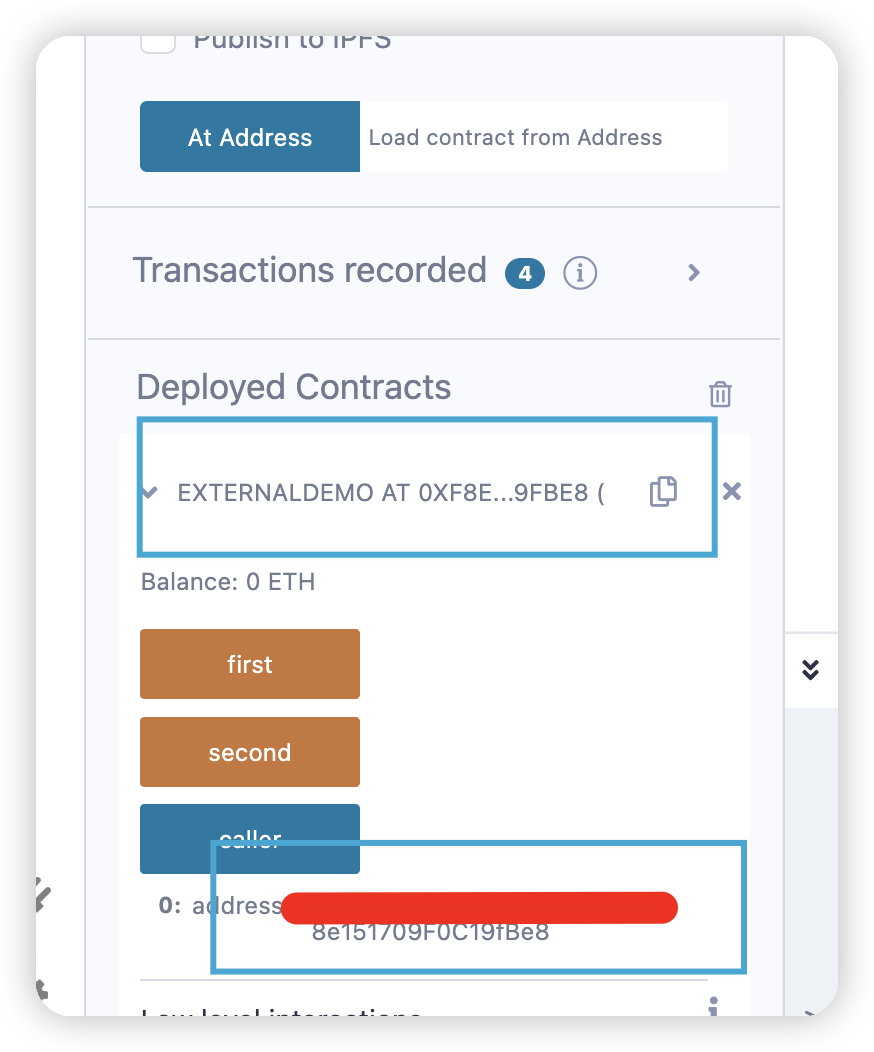 Publish to IPFS
At Address
Load contract from Address
Transactions recorded 4 i
Deployed Contracts
EXTERNALDEMO AT 0XF8E...9FBE8 (
Balance: 0 ETH
first
second
caller
0: address
8e151709F0C19fBe8
Low level interactions i